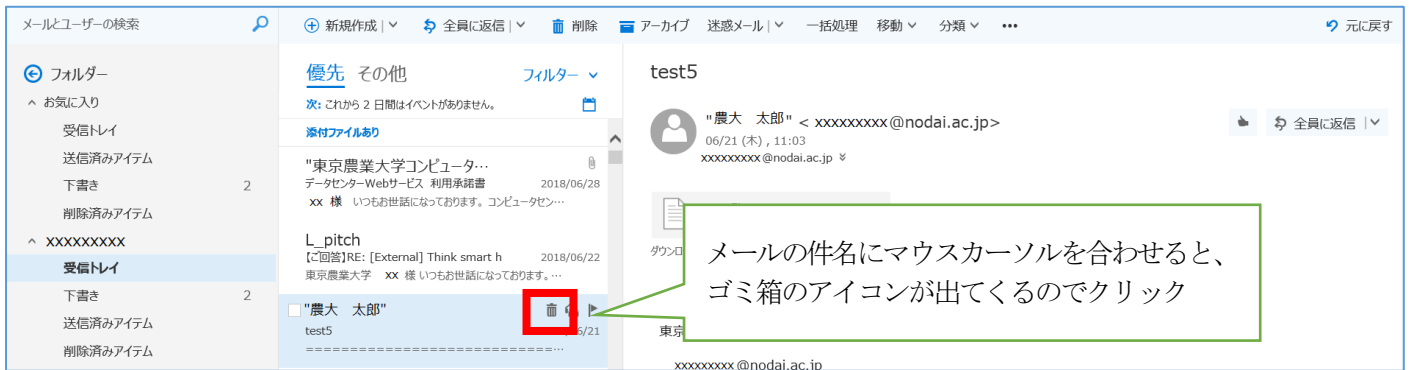 メールとユーザーの検索
新規作成 | 全員に返信 | 削除 アーカイブ 迷惑メール | 一括処理 移動 分類 ••• 元に戻す
フォルダー
お気に入り
受信トレイ
送信済みアイテム
下書き 2
削除済みアイテム
xxxxxxxxx
受信トレイ
下書き 2
送信済みアイテム
削除済みアイテム
優先 その他 フィルター
次: これから 2 日間はイベントがありません。
添付ファイルあり
"東京農業大学コンピュータ…
データセンターWebサービス 利用承諾書 2018/06/28
xx 様 いつもお世話になっております。コンピュータセン…
L_pitch
【ご回答】RE: [External] Think smart h 2018/06/22
東京農業大学 xx 様 いつもお世話になっております。…
"農大 太郎"
test5 6/21
============================…
test5
"農大 太郎" < xxxxxxxxx@nodai.ac.jp>
全員に返信 |
06/21 (木) , 11:03
xxxxxxxxx@nodai.ac.jp
ダウンロ
メールの件名にマウスカーソルを合わせると、
ゴミ箱のアイコンが出てくるのでクリック
東京
xxxxxxxxx@nodai.ac.jp